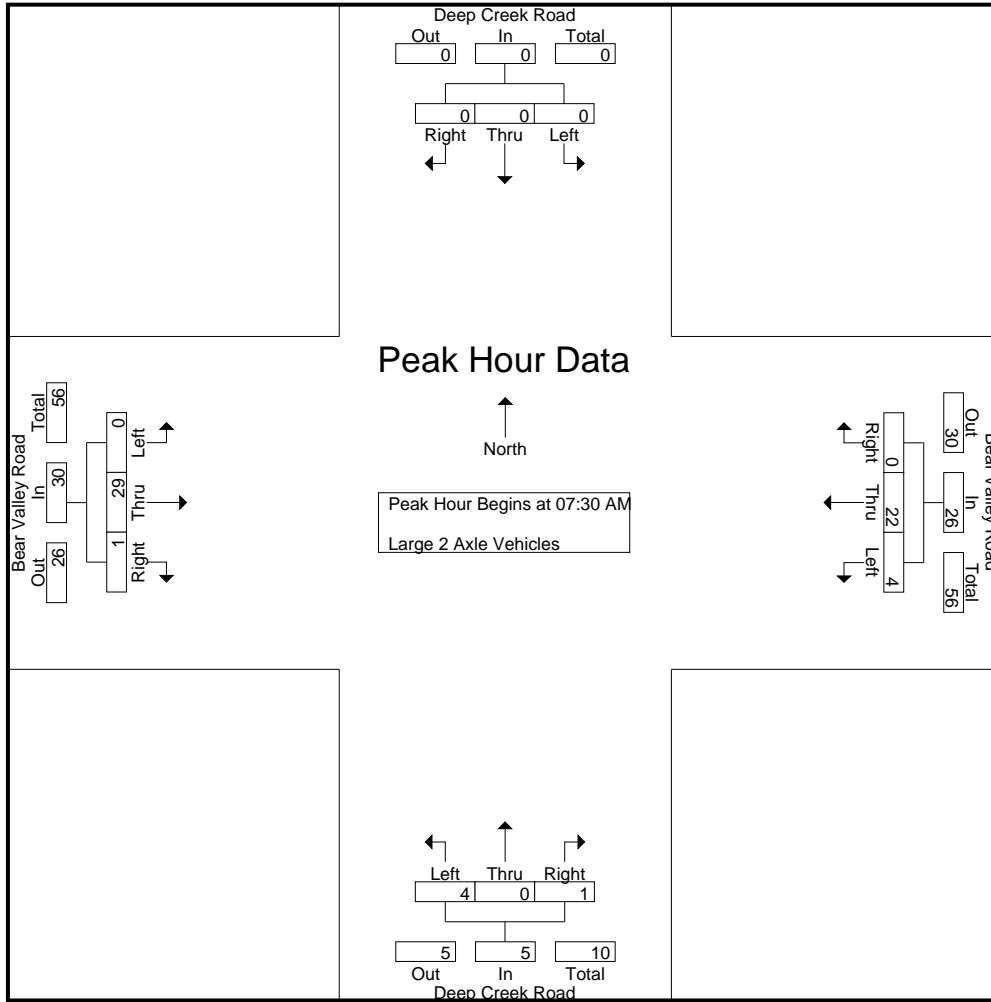 Deep Creek Road
Out In Total
0 0 0
0 0 0
Right Thru Left
Peak Hour Data
North
Peak Hour Begins at 07:30 AM
Large 2 Axle Vehicles
Bear Valley Road
Total In Out
56 30 26
0 29 1
Left Thru Right
Bear Valley Road
Out In Total
30 26 56
0 22 4
Right Thru Left
Left Thru Right
4 0 1
5 5 10
Out In Total
Deep Creek Road